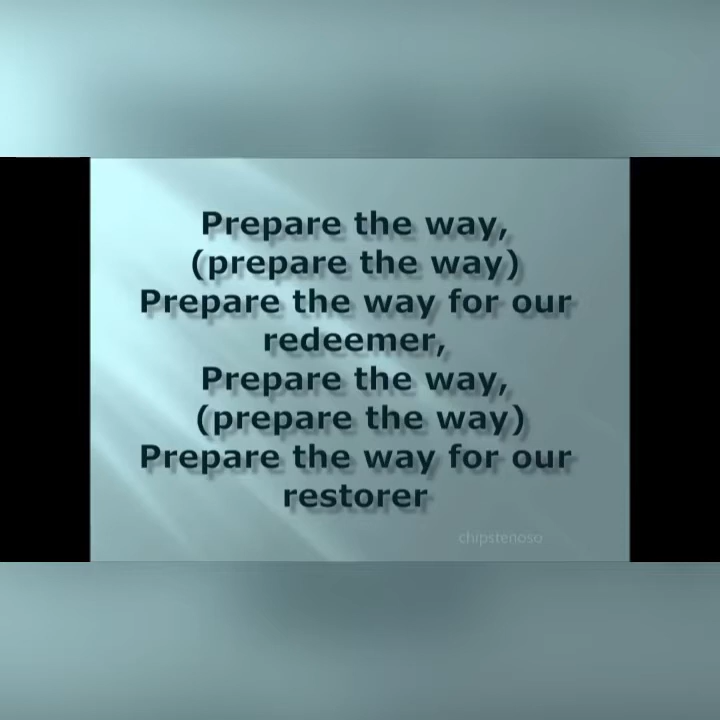 Prepare the way,
(prepare the way)
Prepare the way for our
redeemer,
Prepare the way,
(prepare the way)
Prepare the way for our
restorer
chipstenoso